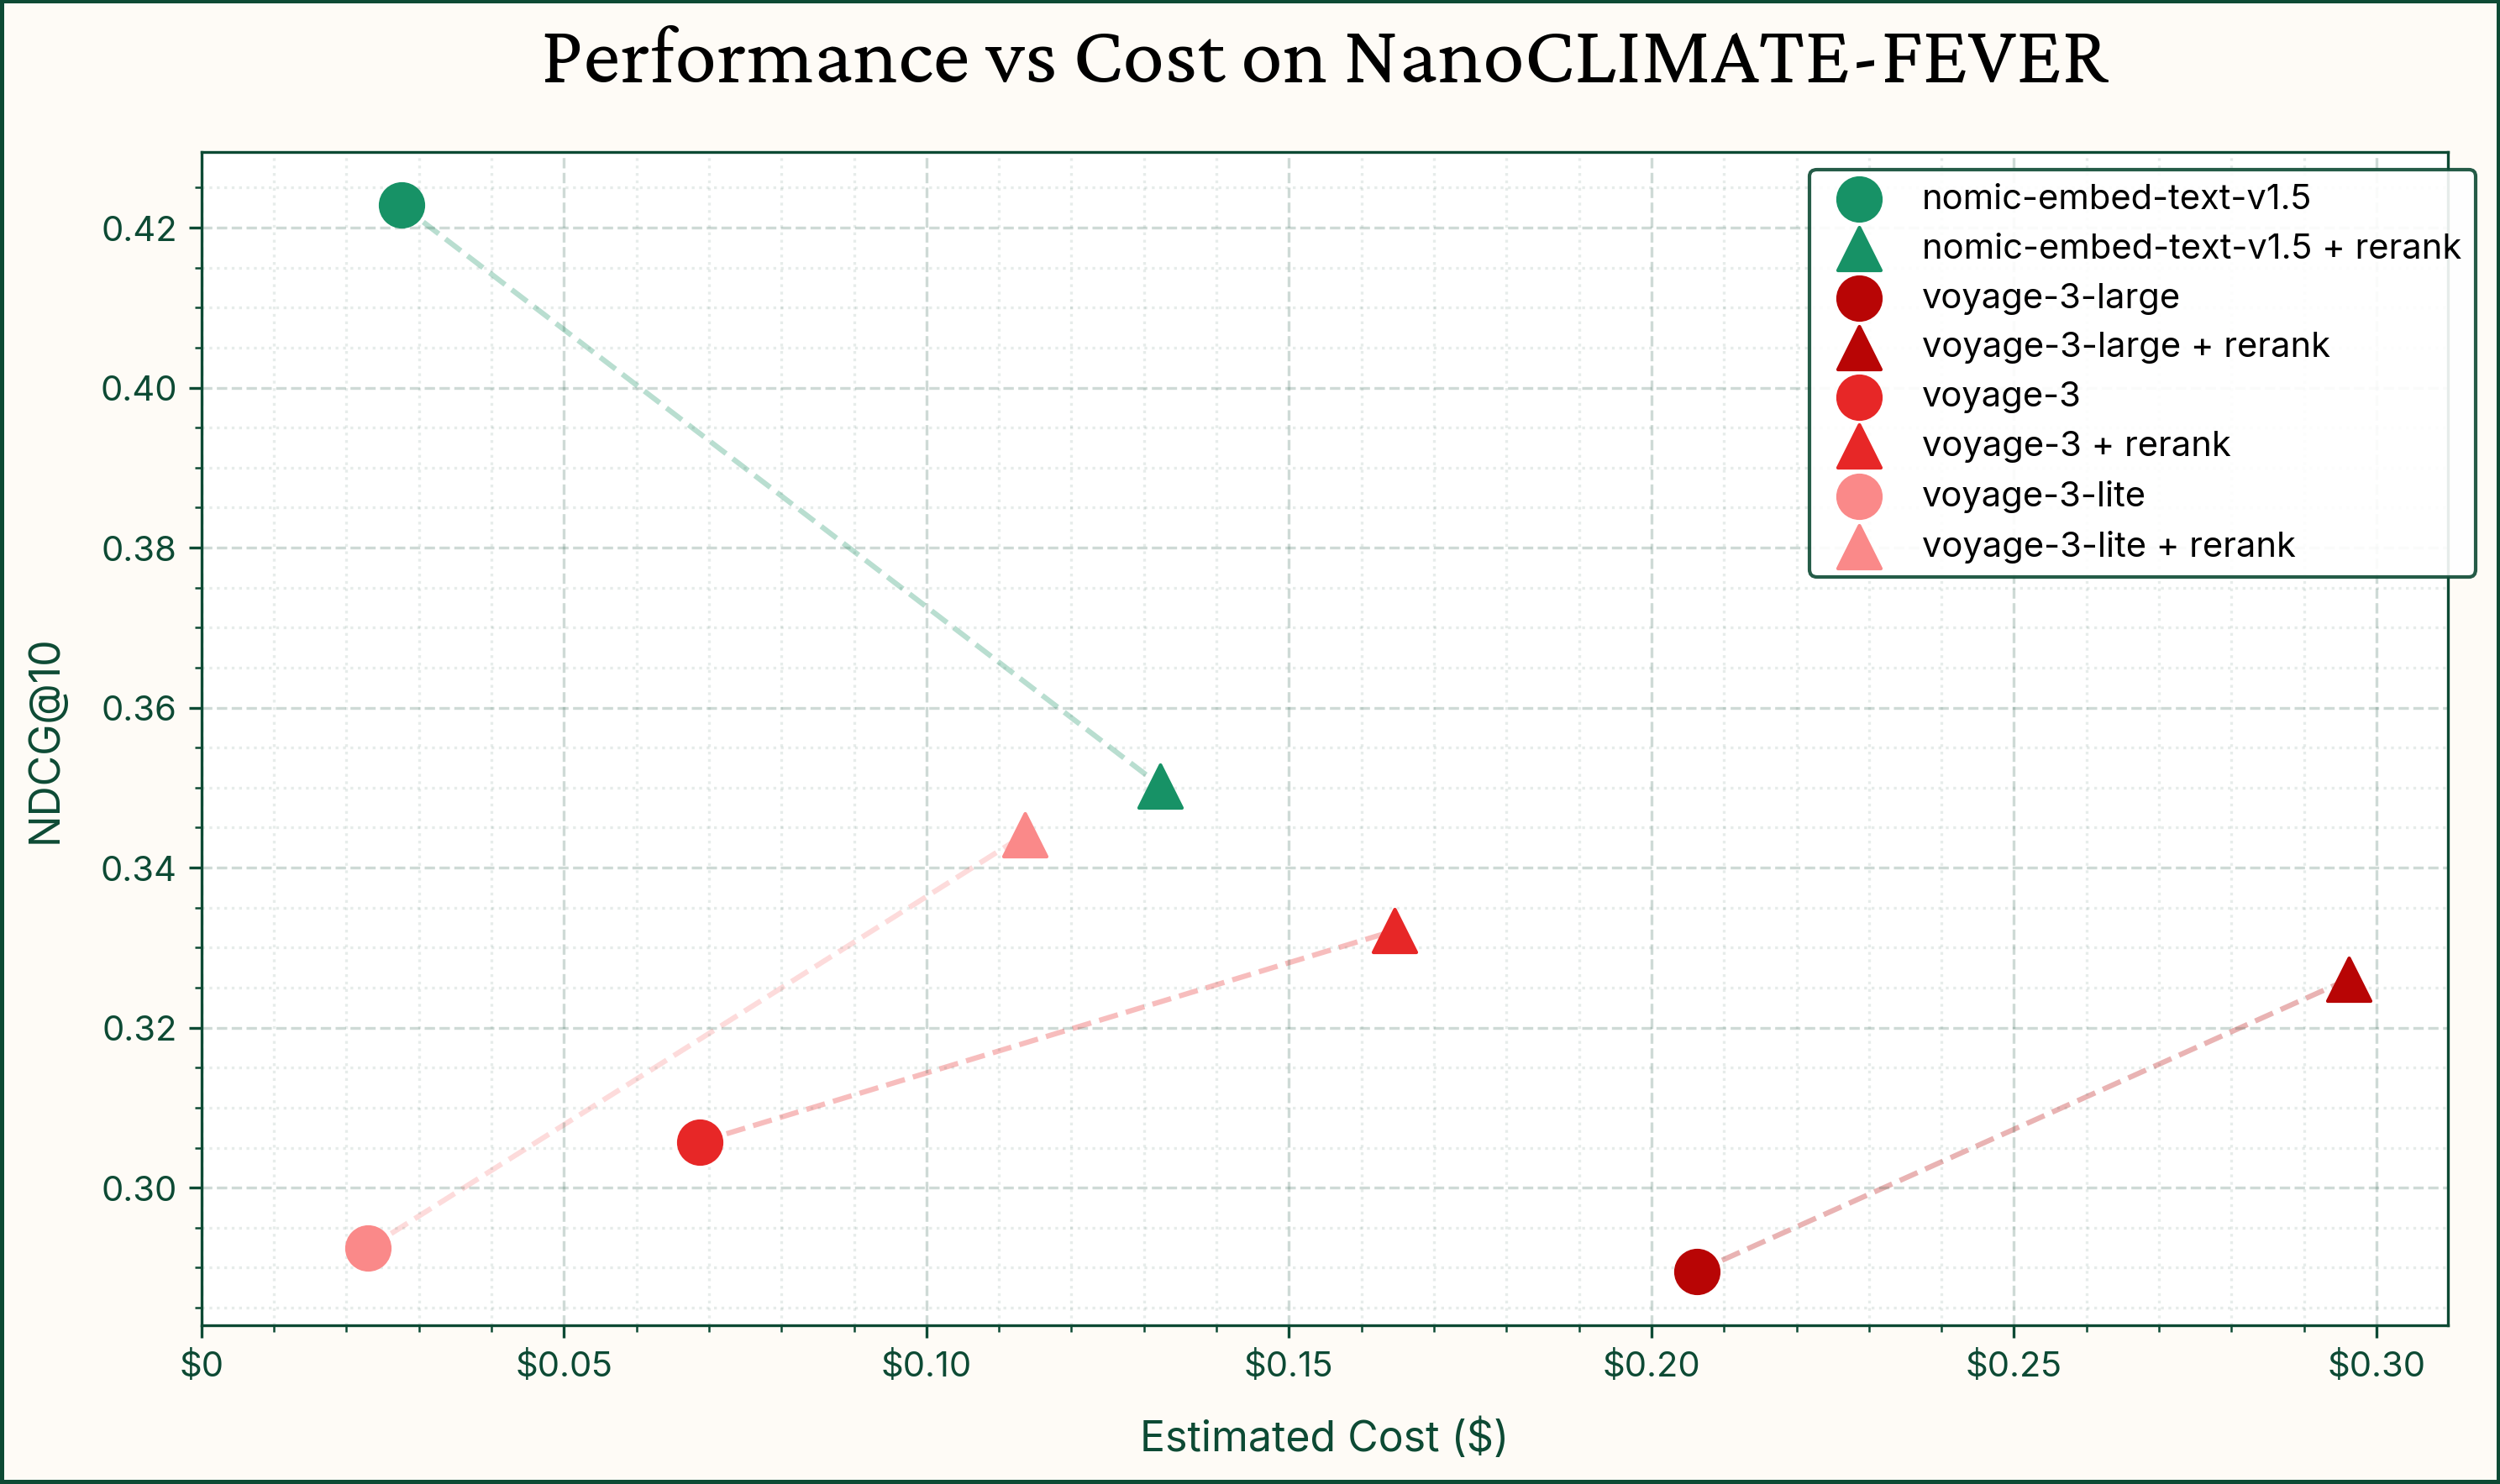 Performance vs Cost on NanoCLIMATE-FEVER
nomic-embed-text-v1.5
nomic-embed-text-v1.5 + rerank
voyage-3-large
voyage-3-large + rerank
voyage-3
voyage-3 + rerank
voyage-3-lite
voyage-3-lite + rerank
NDCG@10
0.42
0.40
0.38
0.36
0.34
0.32
0.30
$0 $0.05 $0.10 $0.15 $0.20 $0.25 $0.30
Estimated Cost ($)